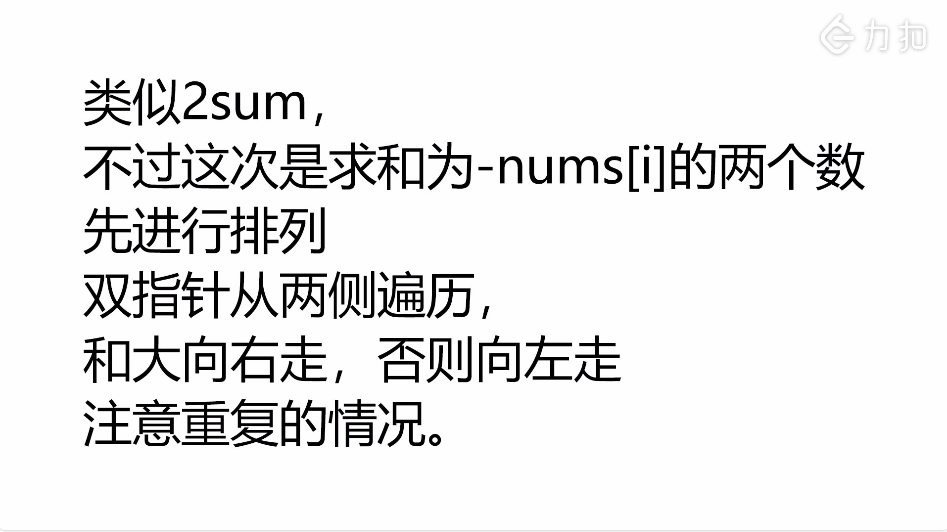 力扣
类似2sum，
不过这次是求和为-nums[i]的两个数
先进行排列
双指针从两侧遍历，
和大向右走，否则向左走
注意重复的情况。